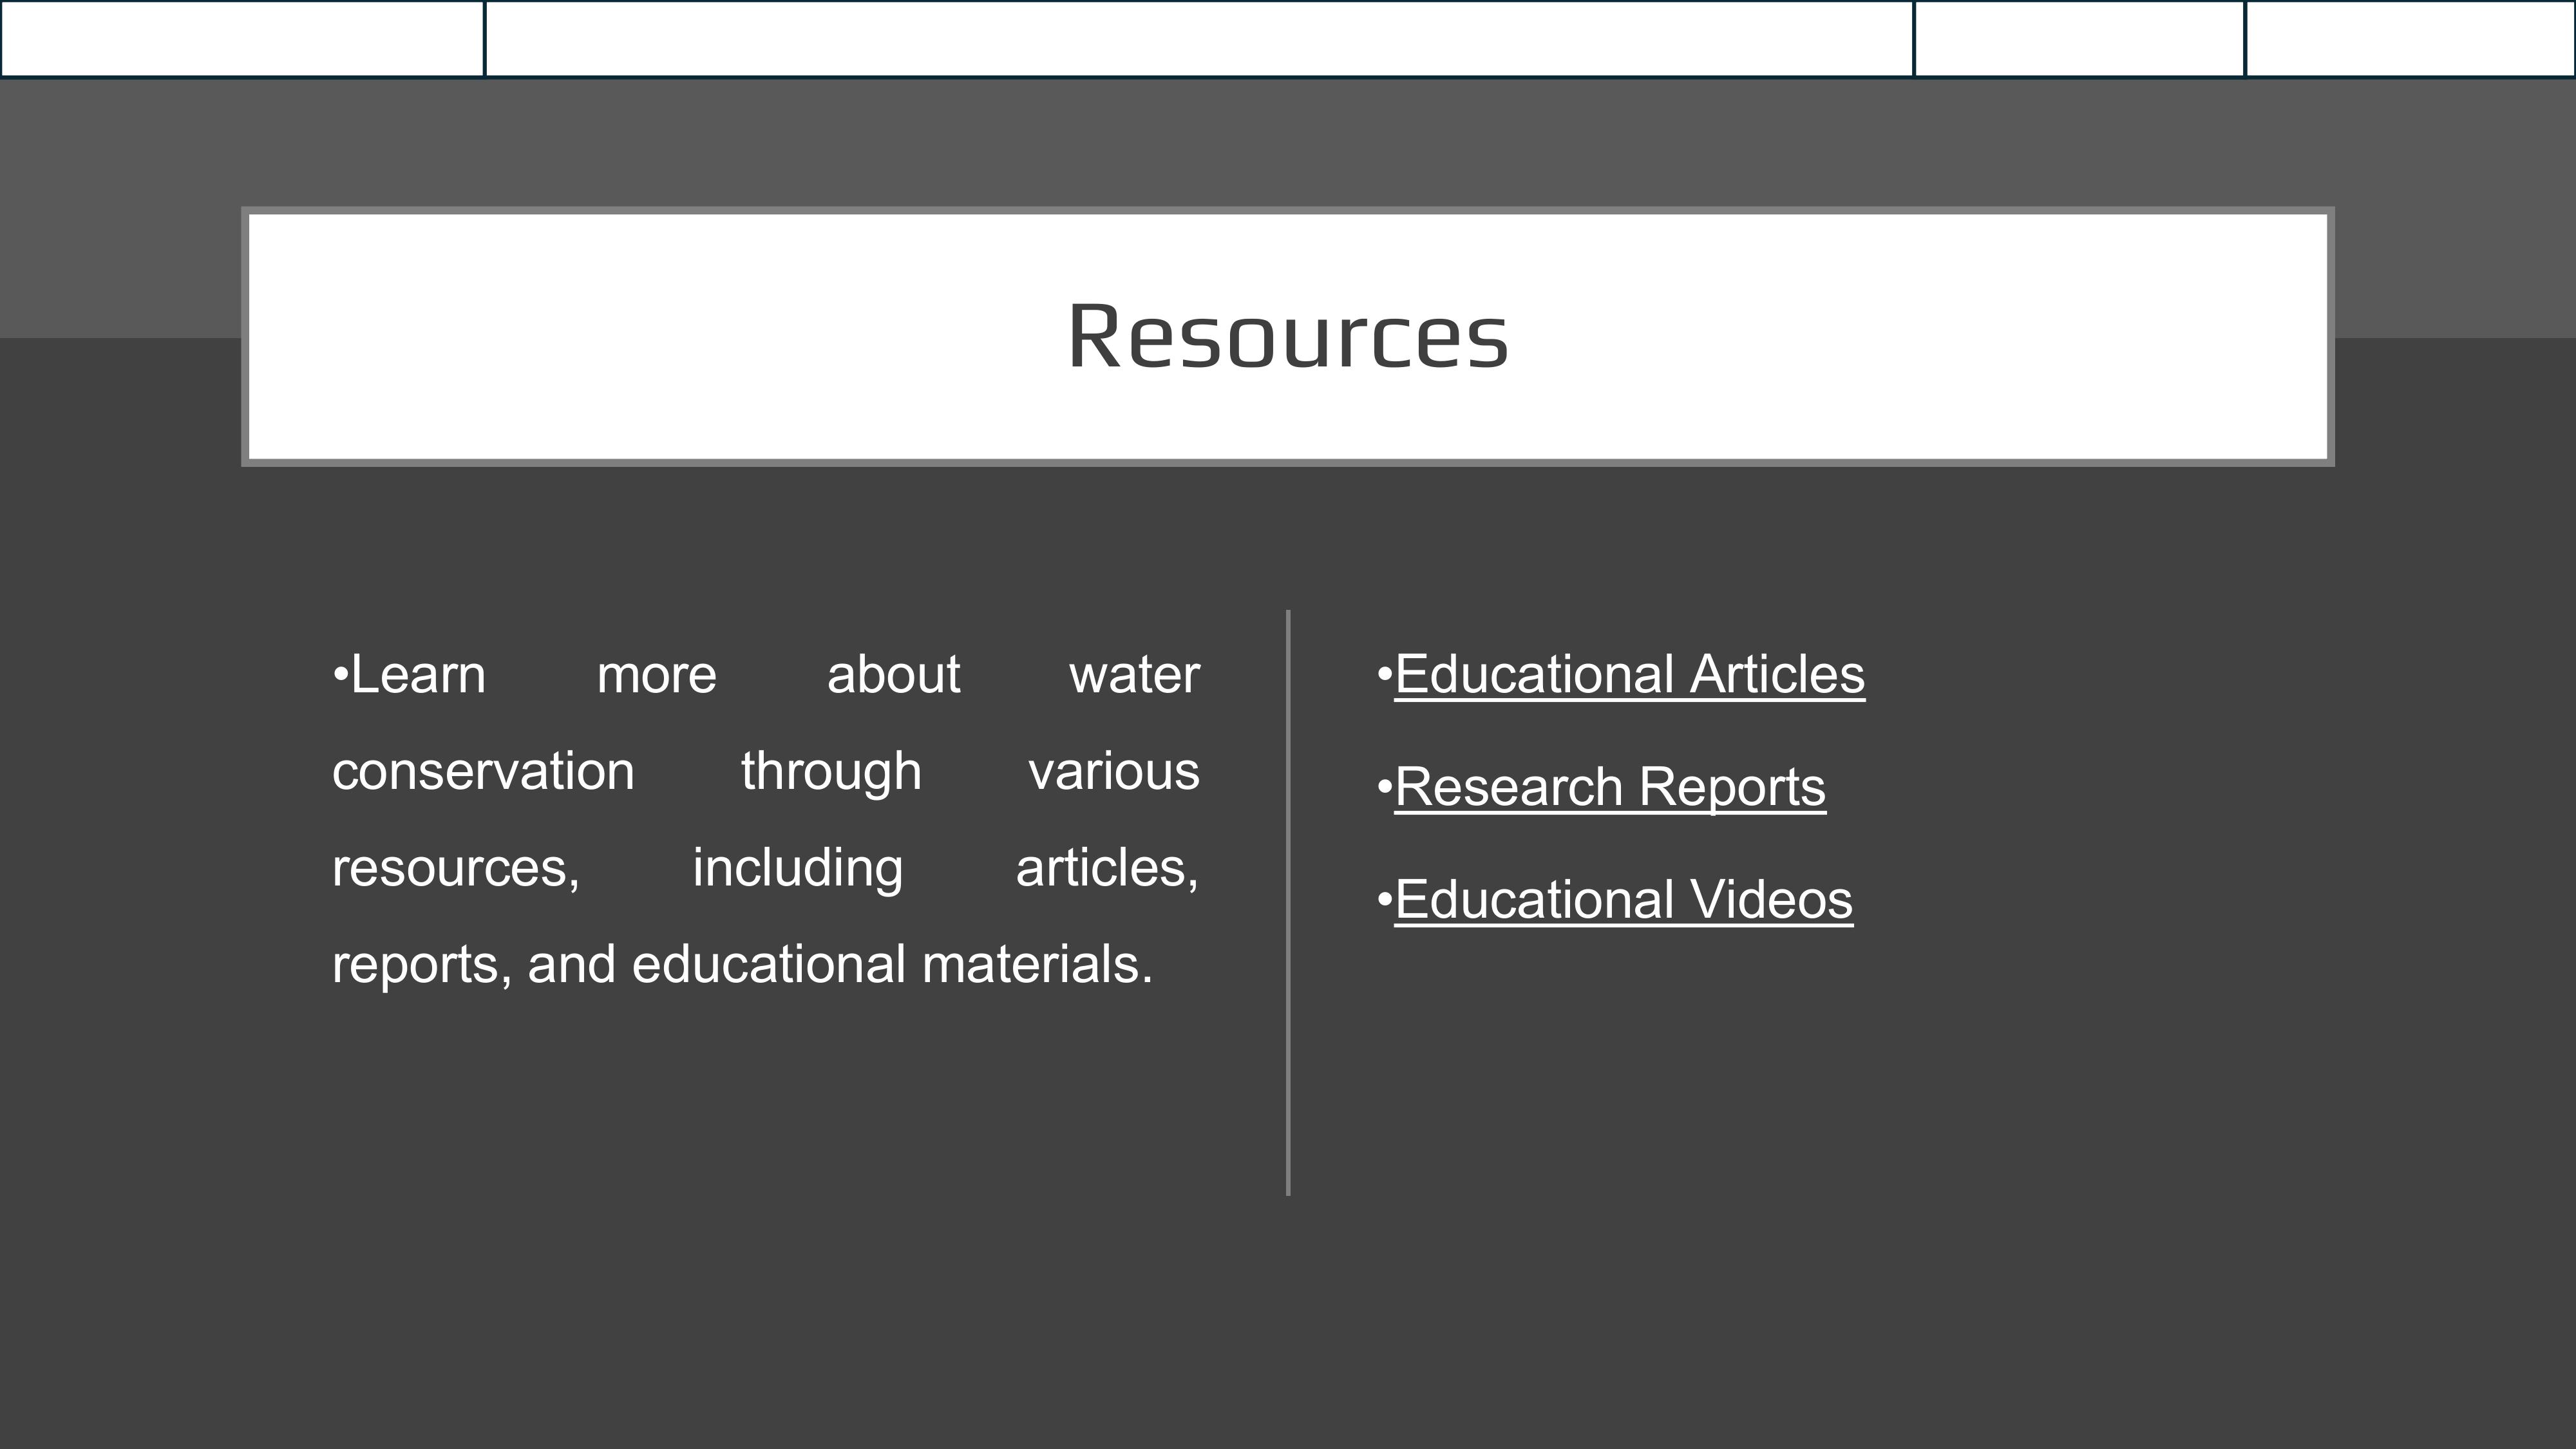 Resources
•Learn more about water
conservation through various
resources, including articles,
reports, and educational materials.
•Educational Articles
•Research Reports
•Educational Videos